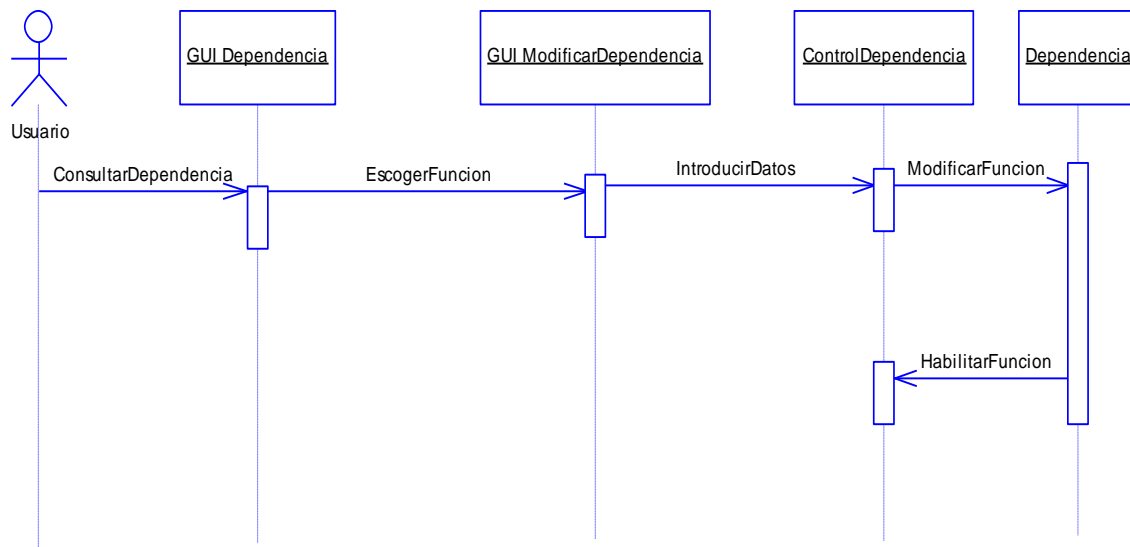 GUI Dependencia
GUI ModificarDependencia
ControlDependencia
Dependencia
Usuario
ConsultarDependencia
EscogerFuncion
IntroducirDatos
ModificarFuncion
HabilitarFuncion